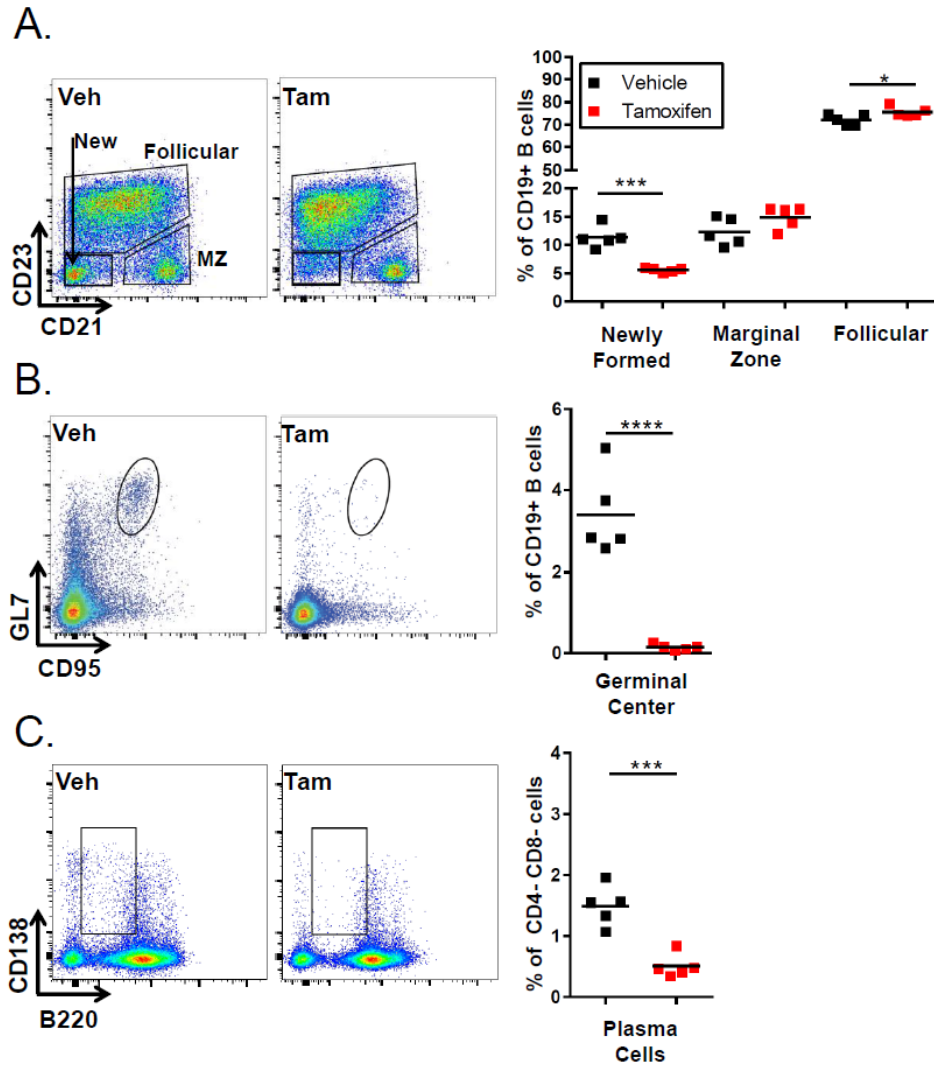 A.
Veh
New
Follicular
MZ
CD23
CD21
Tam
% of CD19+ B cells
100
90
80
70
60
50
20
15
10
5
0
Vehicle
Tamoxifen
***
*
Newly
Formed
Marginal
Zone
Follicular
B.
Veh
GL7
CD95
Tam
% of CD19+ B cells
6
4
2
0
****
Germinal
Center
C.
Veh
CD138
B220
Tam
% of CD4- CD8- cells
4
3
2
1
0
***
Plasma
Cells